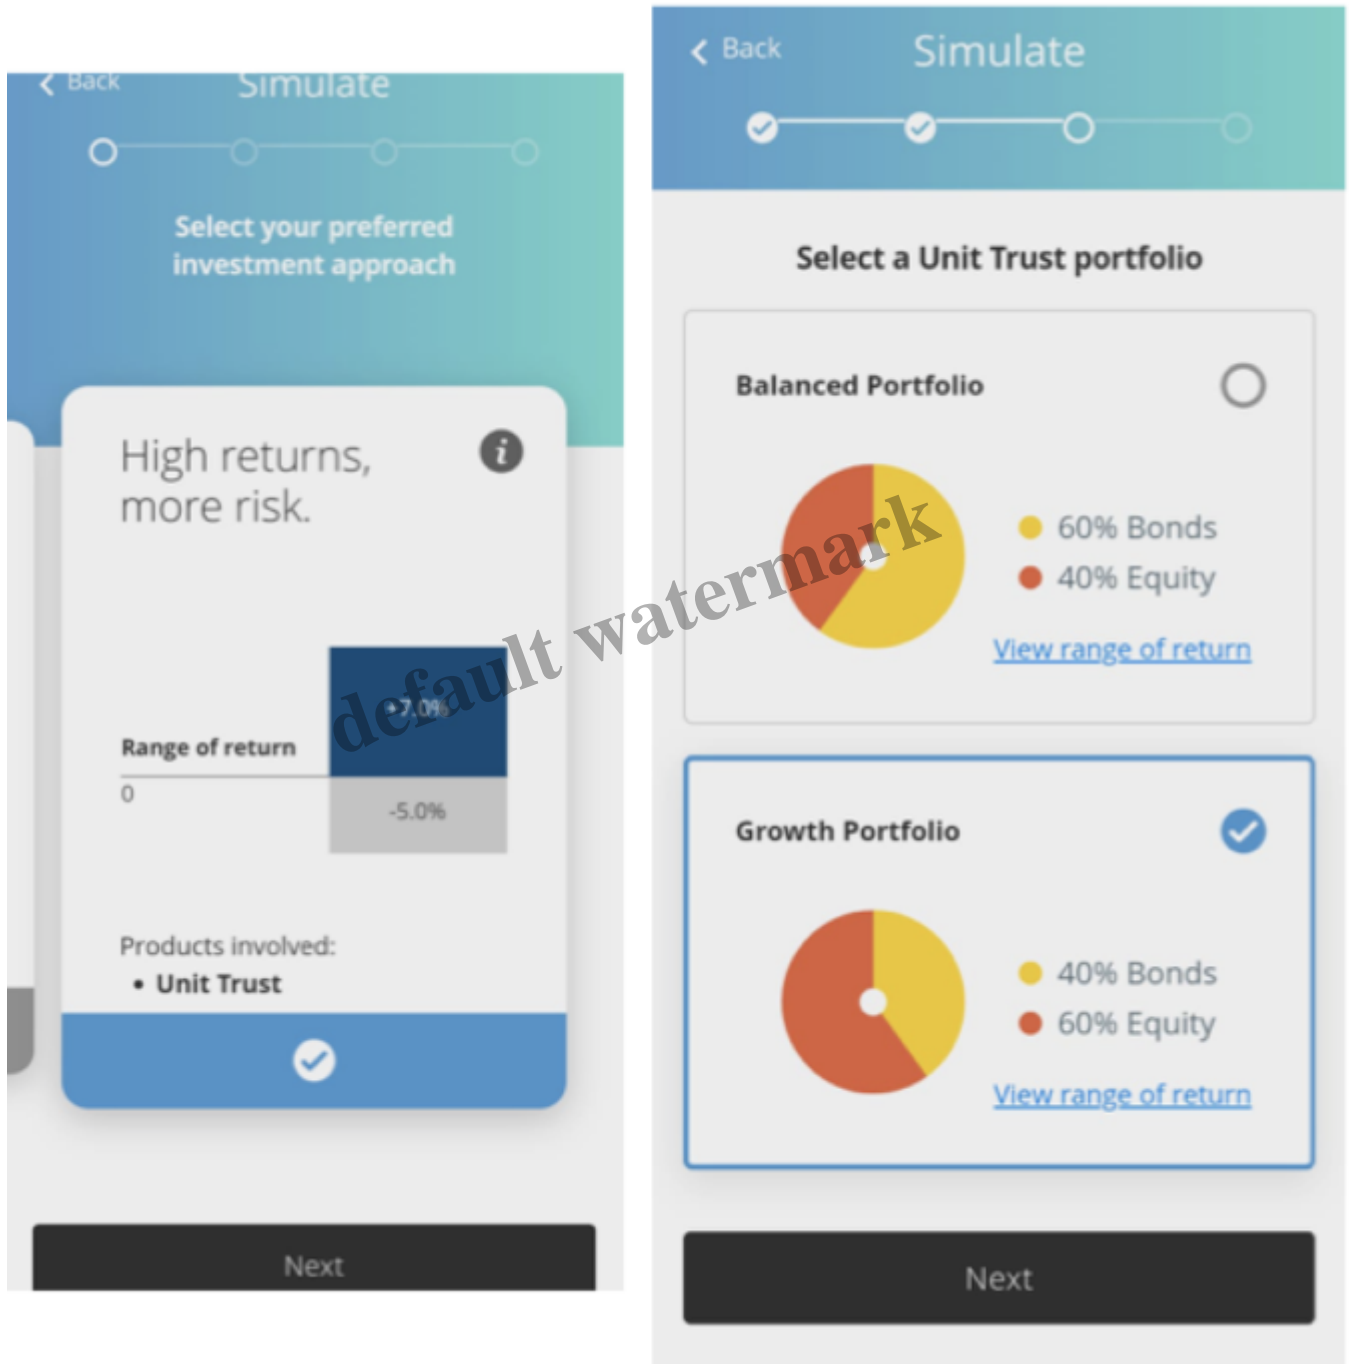 Back
Simulate
Select your preferred
investment approach
High returns,
more risk.
i
+7.0%
Range of return
0
-5.0%
Products involved:
• Unit Trust
Next
Back
Simulate
Select a Unit Trust portfolio
Balanced Portfolio
60% Bonds
40% Equity
View range of return
Growth Portfolio
40% Bonds
60% Equity
View range of return
Next
default watermark